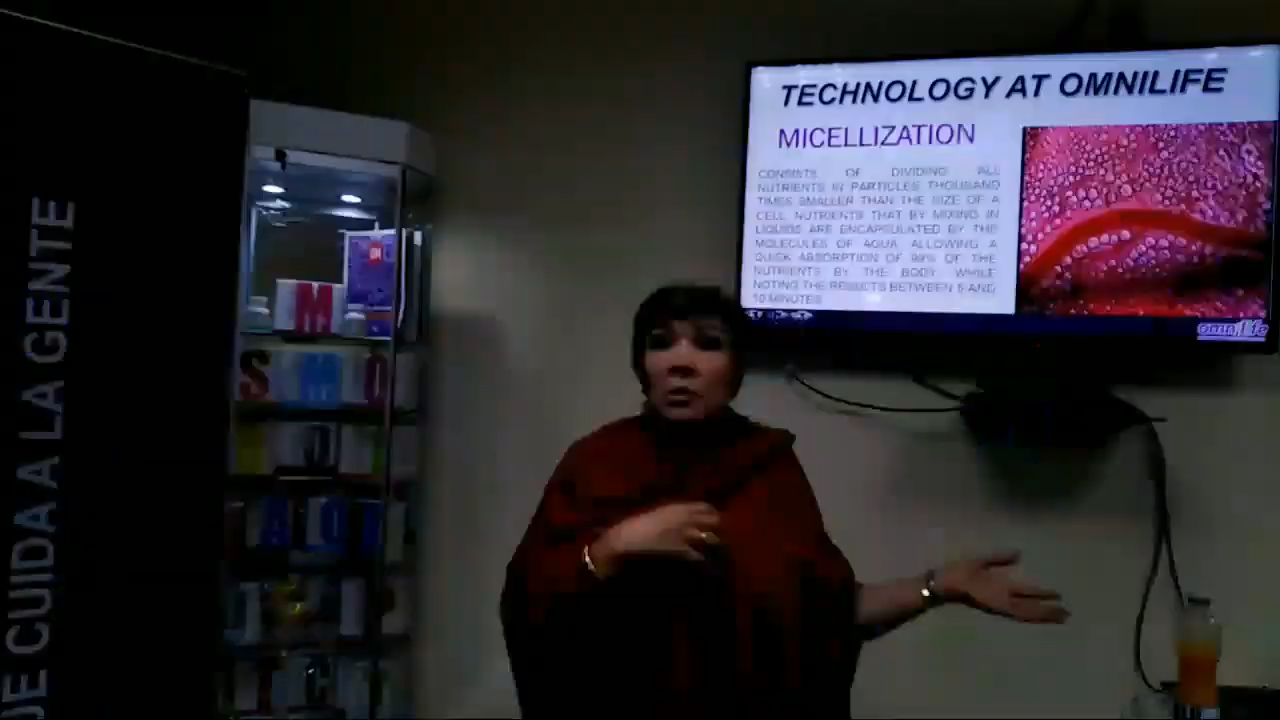 TECHNOLOGY AT OMNILIFE
MICELLIZATION
CONSISTS OF DIVIDING ALL
NUTRIENTS IN PARTICLES THOUSAND
TIMES SMALLER THAN THE SIZE OF A
CELL NUTRIENTS THAT BY MIXING IN
LIQUIDS ARE ENCAPSULATED BY THE
MOLECULES OF AQUA, ALLOWING A
QUICK ABSORPTION OF 98% OF THE
NUTRIENTS BY THE BODY WHILE
NOTING THE RESULTS BETWEEN 5 AND
10 MINUTES
omnilife
UE CUIDA A LA GENTE
M
S M O